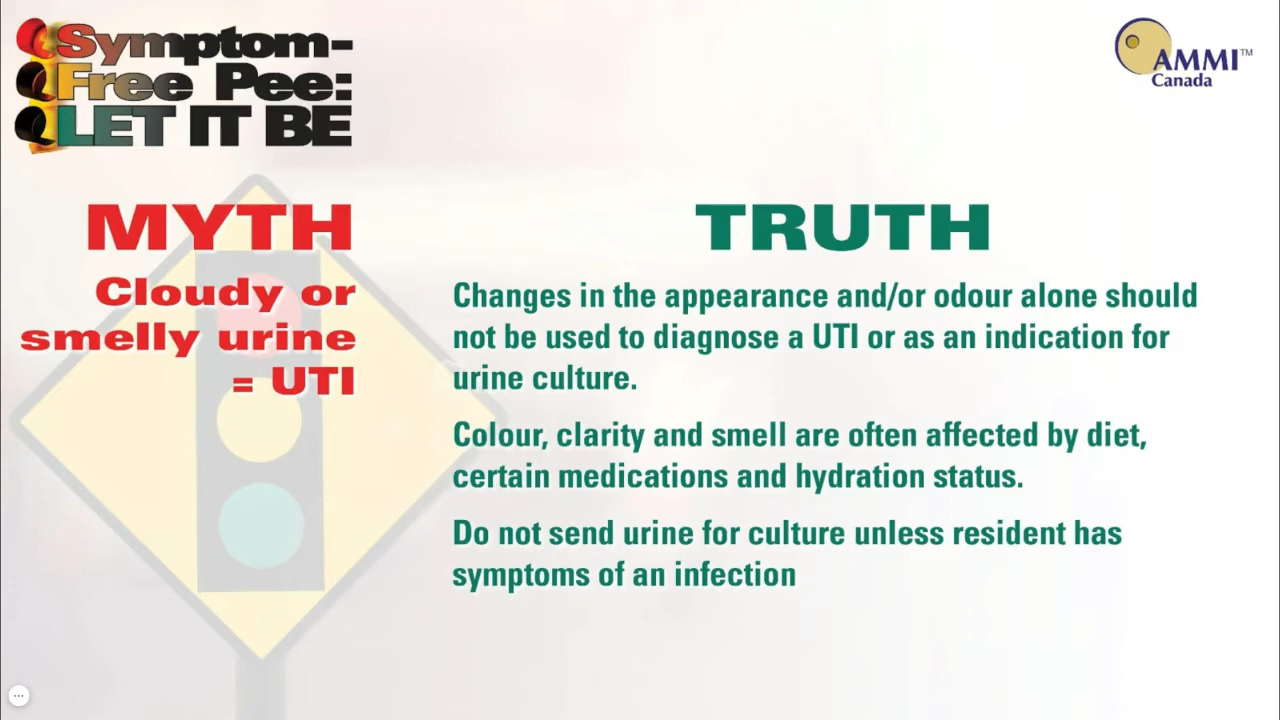 Symptom-
Free Pee:
LET IT BE
AMMI™
Canada
MYTH
Cloudy or
smelly urine
= UTI
TRUTH
Changes in the appearance and/or odour alone should
not be used to diagnose a UTI or as an indication for
urine culture.
Colour, clarity and smell are often affected by diet,
certain medications and hydration status.
Do not send urine for culture unless resident has
symptoms of an infection